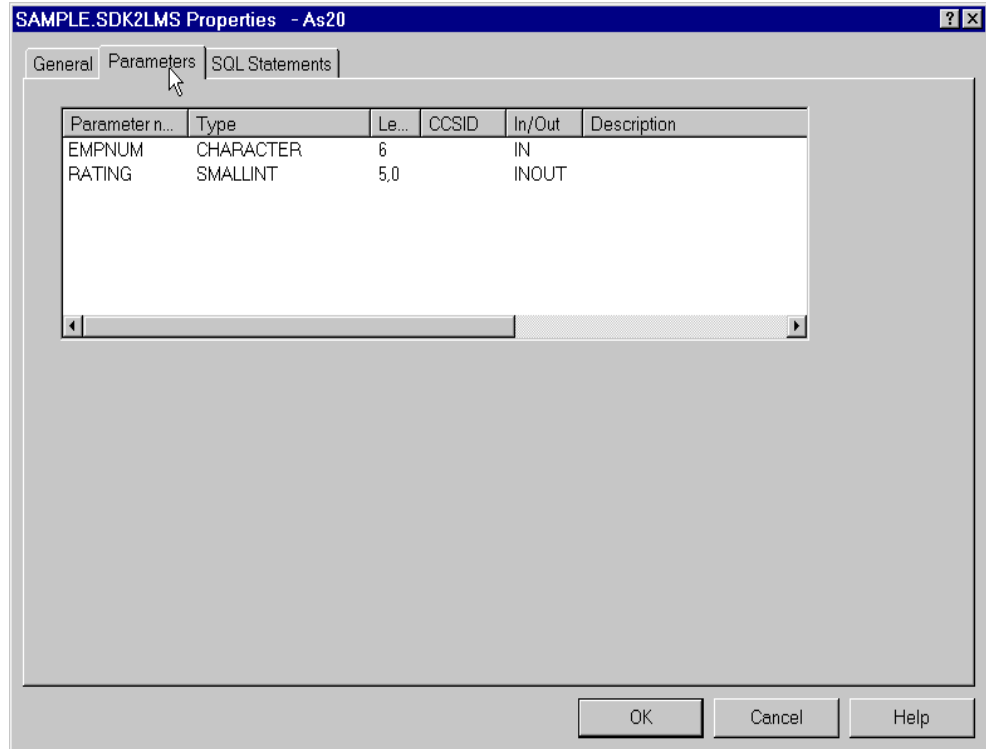 SAMPLE.SDK2LMS Properties - As20
General Parameters SQL Statements
Parameter n... Type Le... CCSID In/Out Description
EMPNUM CHARACTER 6 IN
RATING SMALLINT 5,0 INOUT
OK Cancel Help